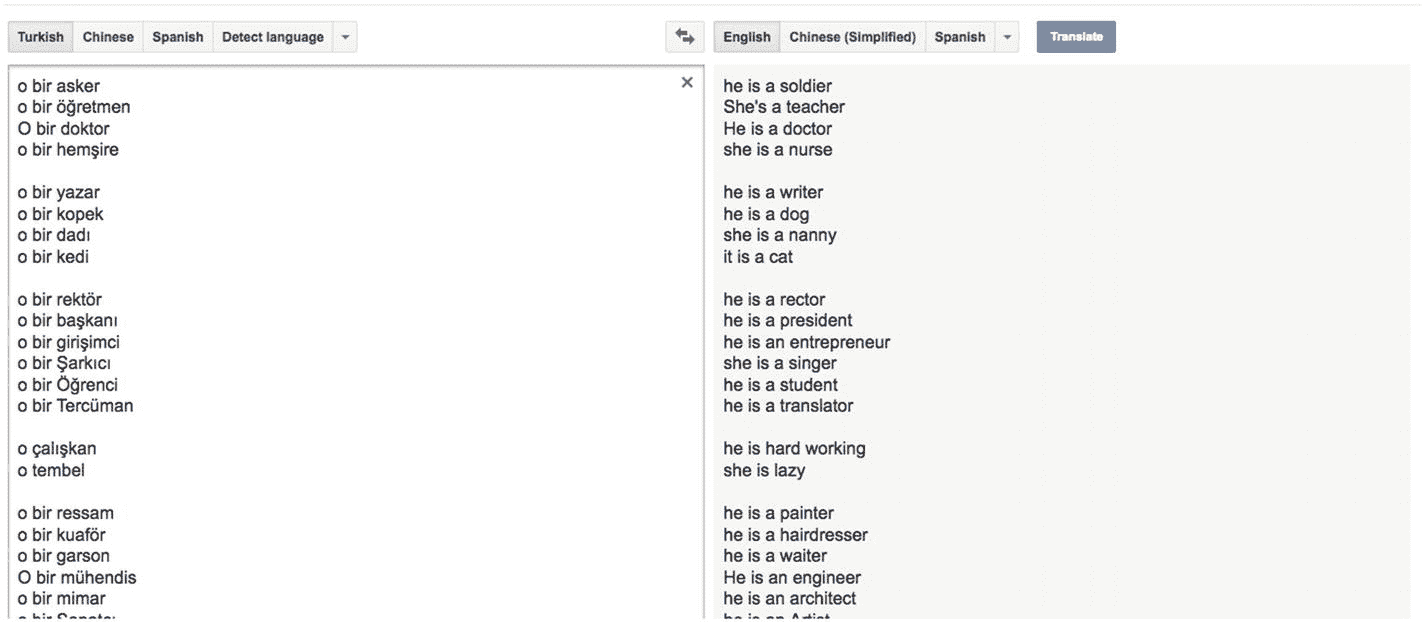 Turkish Chinese Spanish Detect language
English Chinese (Simplified) Spanish Translate
o bir asker
o bir öğretmen
O bir doktor
o bir hemşire
o bir yazar
o bir kopek
o bir dadı
o bir kedi
o bir rektör
o bir başkanı
o bir girişimci
o bir Şarkıcı
o bir Öğrenci
o bir Tercüman
o çalışkan
o tembel
o bir ressam
o bir kuaför
o bir garson
O bir mühendis
o bir mimar
o bir
he is a soldier
She's a teacher
He is a doctor
she is a nurse
he is a writer
he is a dog
she is a nanny
it is a cat
he is a rector
he is a president
he is an entrepreneur
she is a singer
he is a student
he is a translator
he is hard working
she is lazy
he is a painter
he is a hairdresser
he is a waiter
He is an engineer
he is an architect
he is an Artist